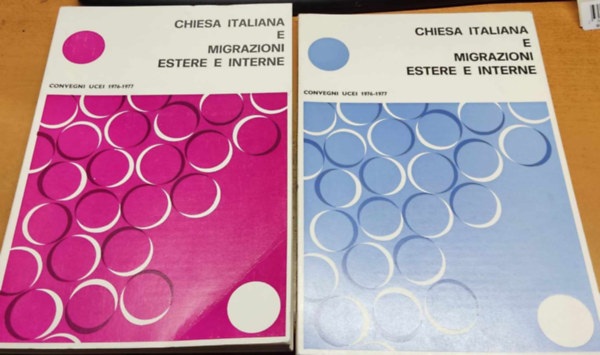 CHIESA ITALIANA
E
MIGRAZIONI
ESTERE E INTERNE
CONVEGNI UCEI 1976-1977
CHIESA ITALIANA
E
MIGRAZIONI
ESTERE E INTERNE
CONVEGNI UCEI 1976-1977